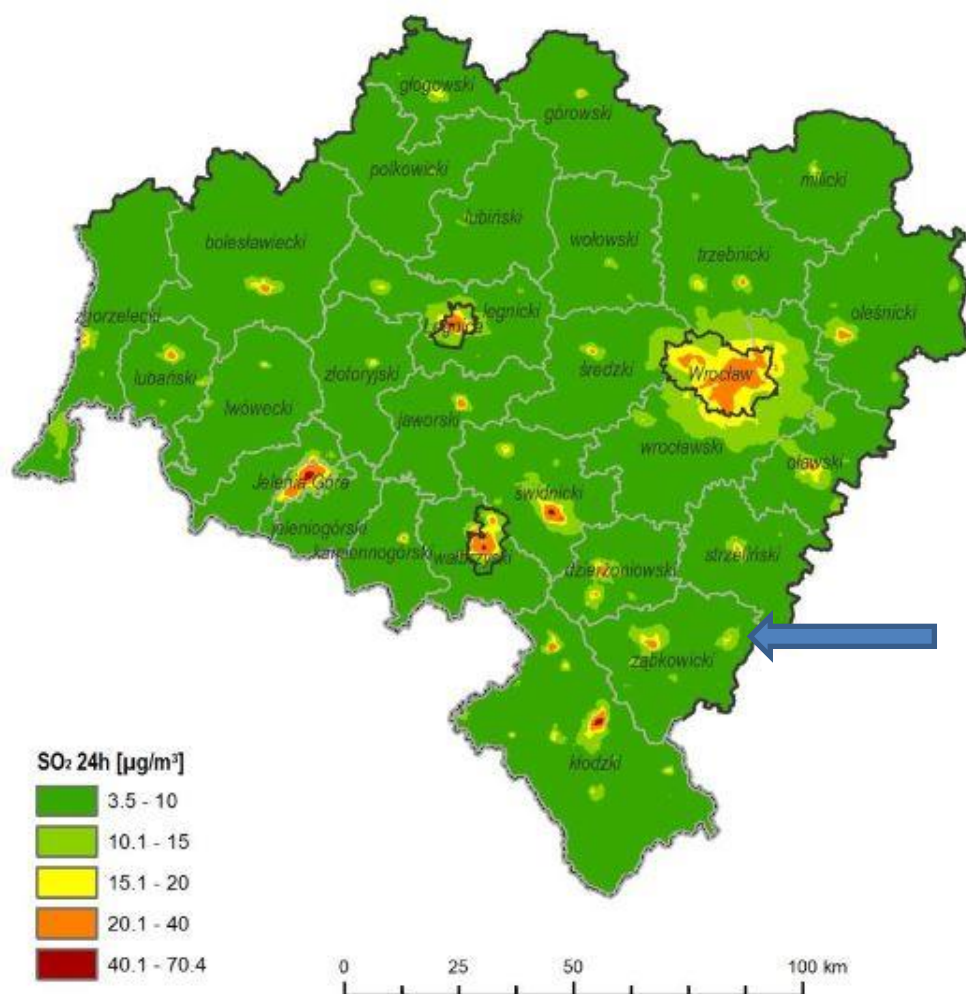 głogowski
górowski
polkowicki
milicki
lubiński
bolesławiecki
wołowski
trzebnicki
zgorzelecki
legnicki
Legnica
oleśnicki
lubański
złotoryjski
średzki
Wrocław
lwówecki
jaworski
wrocławski
oławski
Jelenia Góra
świdnicki
jeleniogórski
kamiennogórski
wałbrzyski
dzierżoniowski
strzeliński
ząbkowicki
kłodzki
SO₂ 24h [µg/m³]
3.5 - 10
10.1 - 15
15.1 - 20
20.1 - 40
40.1 - 70.4
0 25 50 100 km